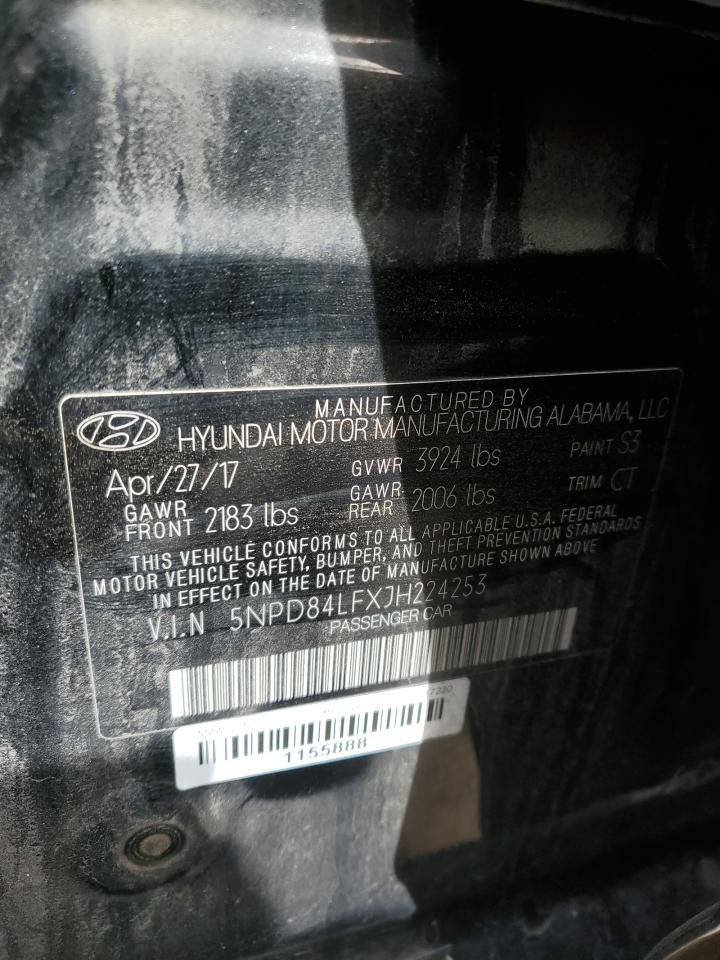 MANUFACTURED BY
HYUNDAI MOTOR MANUFACTURING ALABAMA, LLC
Apr/27/17 GVWR 3924 lbs PAINT S3
GAWR FRONT 2183 lbs GAWR REAR 2006 lbs TRIM CT
THIS VEHICLE CONFORMS TO ALL APPLICABLE U.S.A. FEDERAL
MOTOR VEHICLE SAFETY, BUMPER, AND THEFT PREVENTION STANDARDS
IN EFFECT ON THE DATE OF MANUFACTURE SHOWN ABOVE
V.I.N 5NPD84LFXJH224253
PASSENGER CAR
1155888